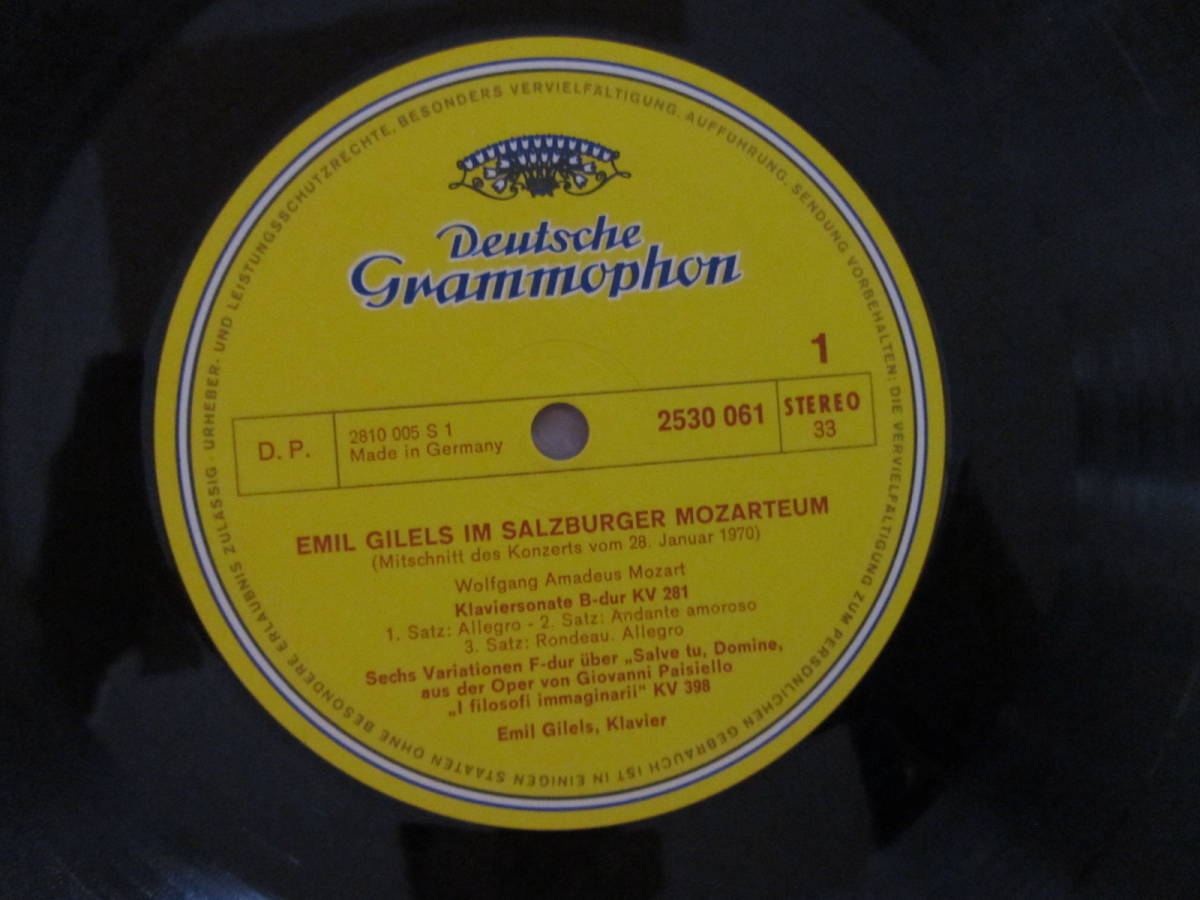 URHEBER- UND LEISTUNGSSCHUTZRECHTE, BESONDERS VERVIELFÄLTIGUNG, AUFFÜHRUNG, SENDUNG VORBEHALTEN; DIE VERVIELFÄLTIGUNG ZUM PERSÖNLICHEN GEBRAUCH IST IN EINIGEN STAATEN OHNE BESONDERE ERLAUBNIS ZULÄSSIG ·
Deutsche
Grammophon
1
D. P.
2810 005 S 1
Made in Germany
2530 061
STEREO
33
EMIL GILELS IM SALZBURGER MOZARTEUM
(Mitschnitt des Konzerts vom 28. Januar 1970)
Wolfgang Amadeus Mozart
Klaviersonate B-dur KV 281
1. Satz: Allegro - 2. Satz: Andante amoroso
3. Satz: Rondeau. Allegro
Sechs Variationen F-dur über „Salve tu, Domine,
aus der Oper von Giovanni Paisiello
„I filosofi immaginarii" KV 398
Emil Gilels, Klavier